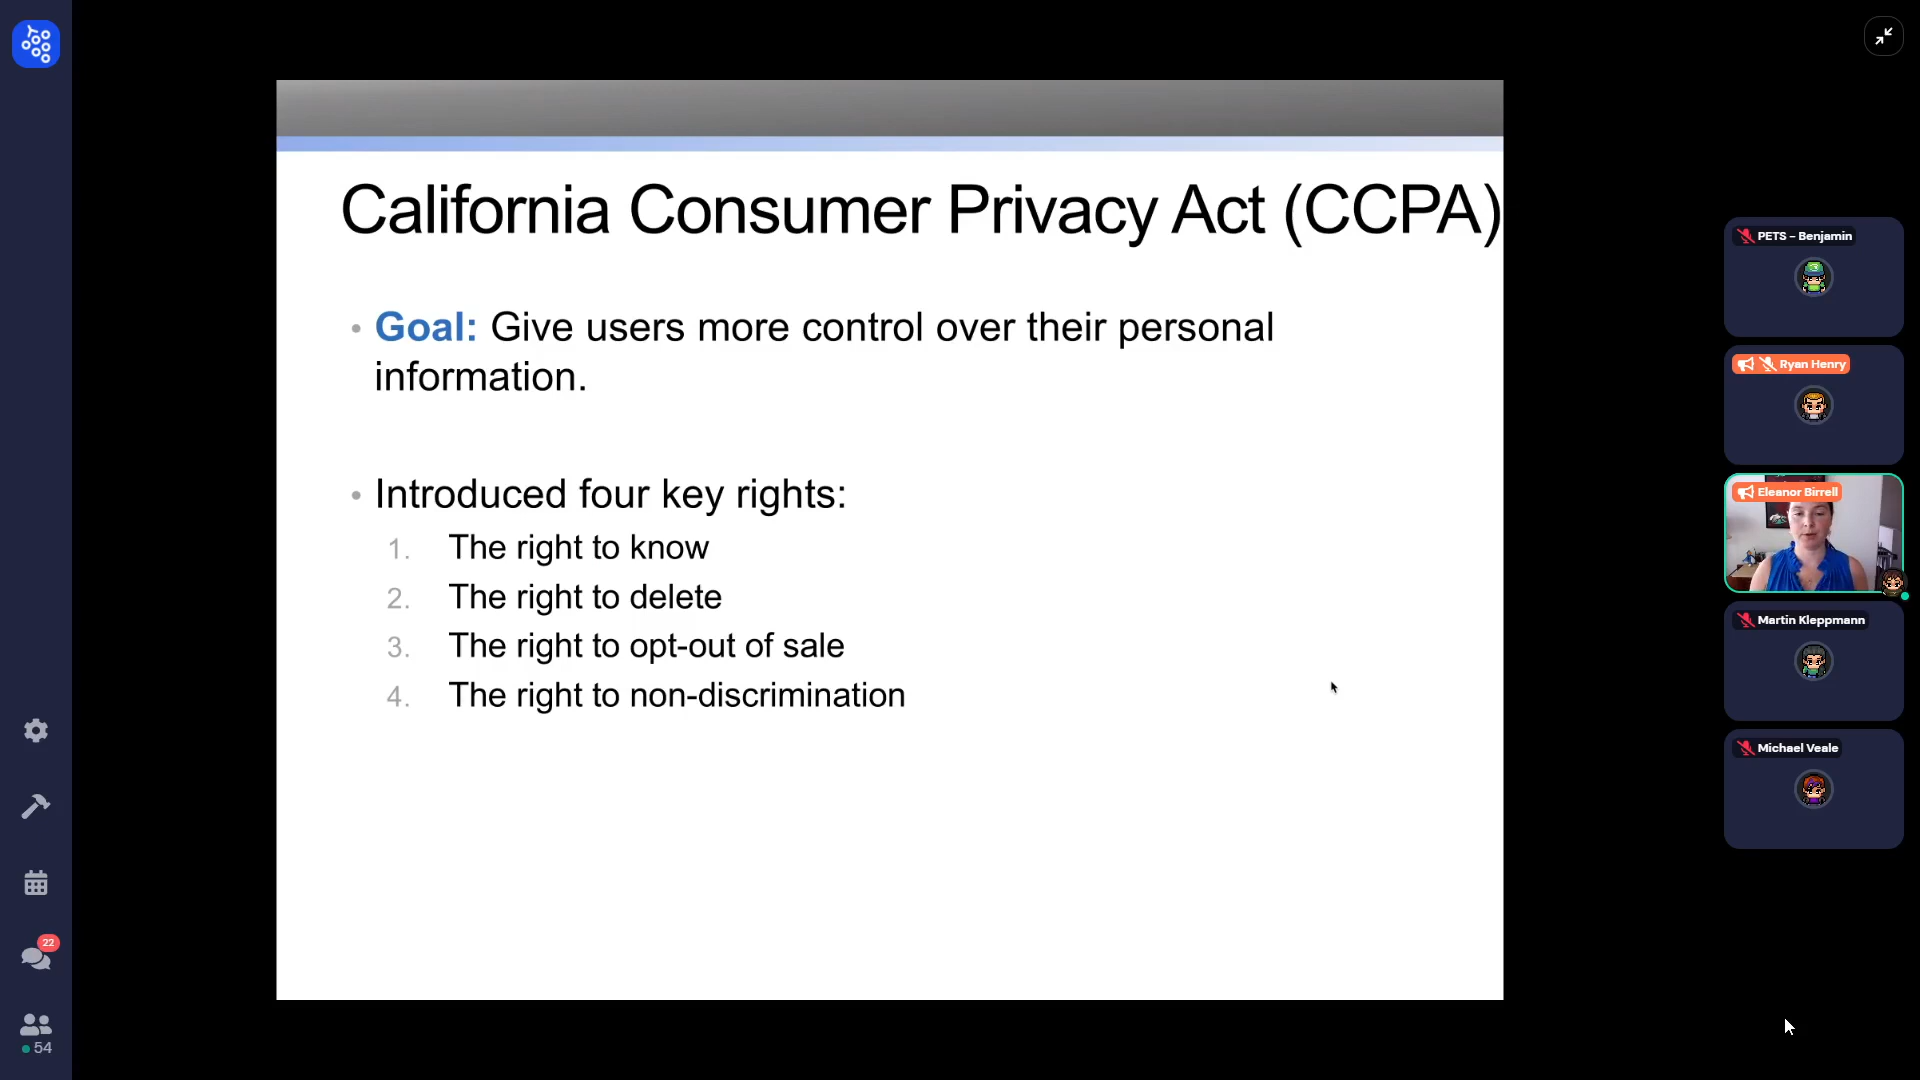 California Consumer Privacy Act (CCPA)
• Goal: Give users more control over their personal
information.
• Introduced four key rights:
1. The right to know
2. The right to delete
3. The right to opt-out of sale
4. The right to non-discrimination
PETS – Benjamin
Ryan Henry
Eleanor Birrell
Martin Kleppmann
Michael Veale
22
54